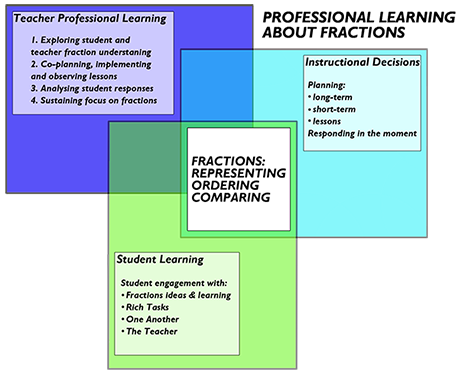 PROFESSIONAL LEARNING
ABOUT FRACTIONS
Teacher Professional Learning
1. Exploring student and
teacher fraction understaning
2. Co-planning, implementing
and observing lessons
3. Analysing student responses
4. Sustaining focus on fractions
Instructional Decisions
Planning:
• long-term
• short-term
• lessons
Responding in the moment
FRACTIONS:
REPRESENTING
ORDERING
COMPARING
Student Learning
Student engagement with:
• Fractions ideas & learning
• Rich Tasks
• One Another
• The Teacher